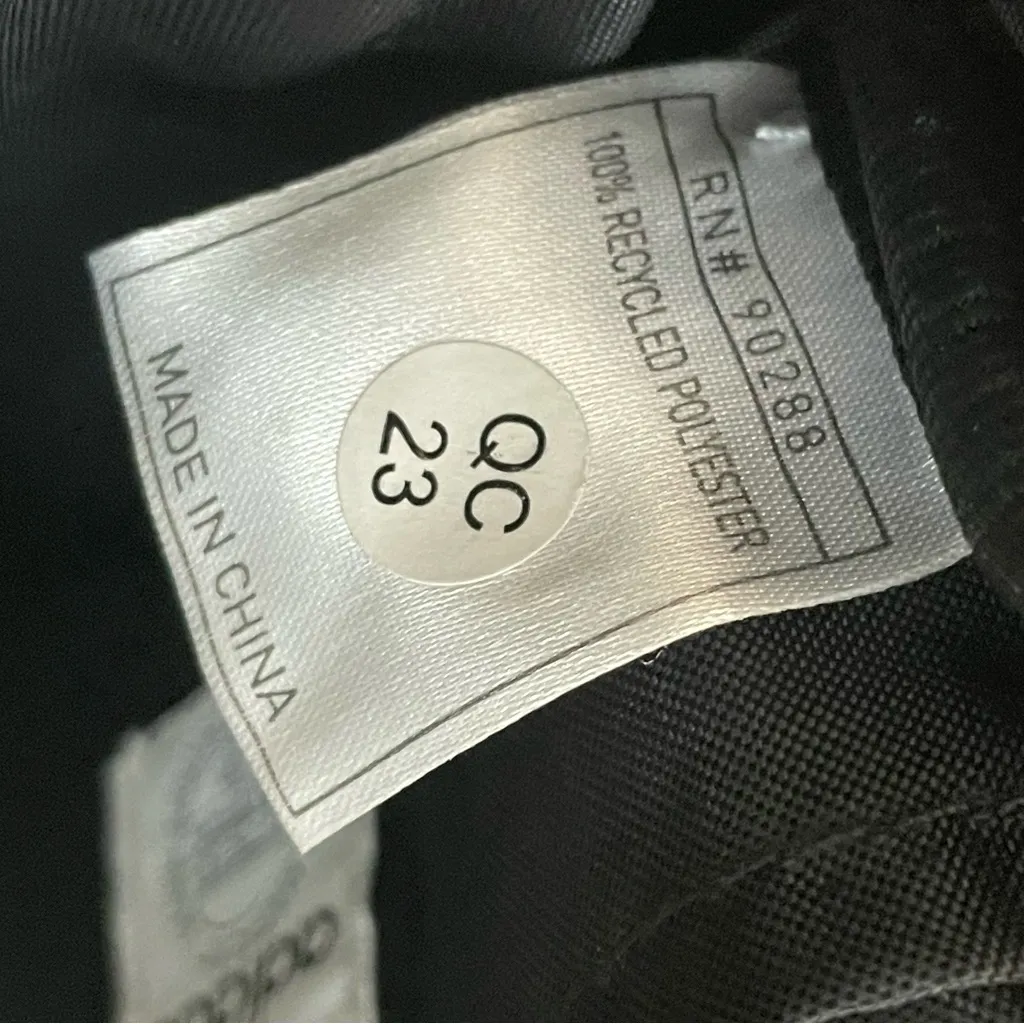 RN# 90288
100% RECYCLED POLYESTER
QC
23
MADE IN CHINA